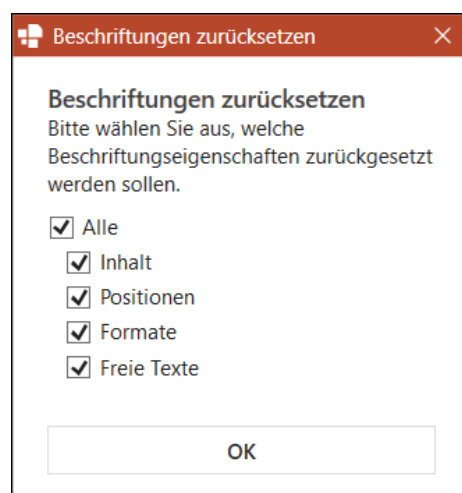 Beschriftungen zurücksetzen
Beschriftungen zurücksetzen
Bitte wählen Sie aus, welche
Beschriftungseigenschaften zurückgesetzt
werden sollen.
Alle
Inhalt
Positionen
Formate
Freie Texte
OK